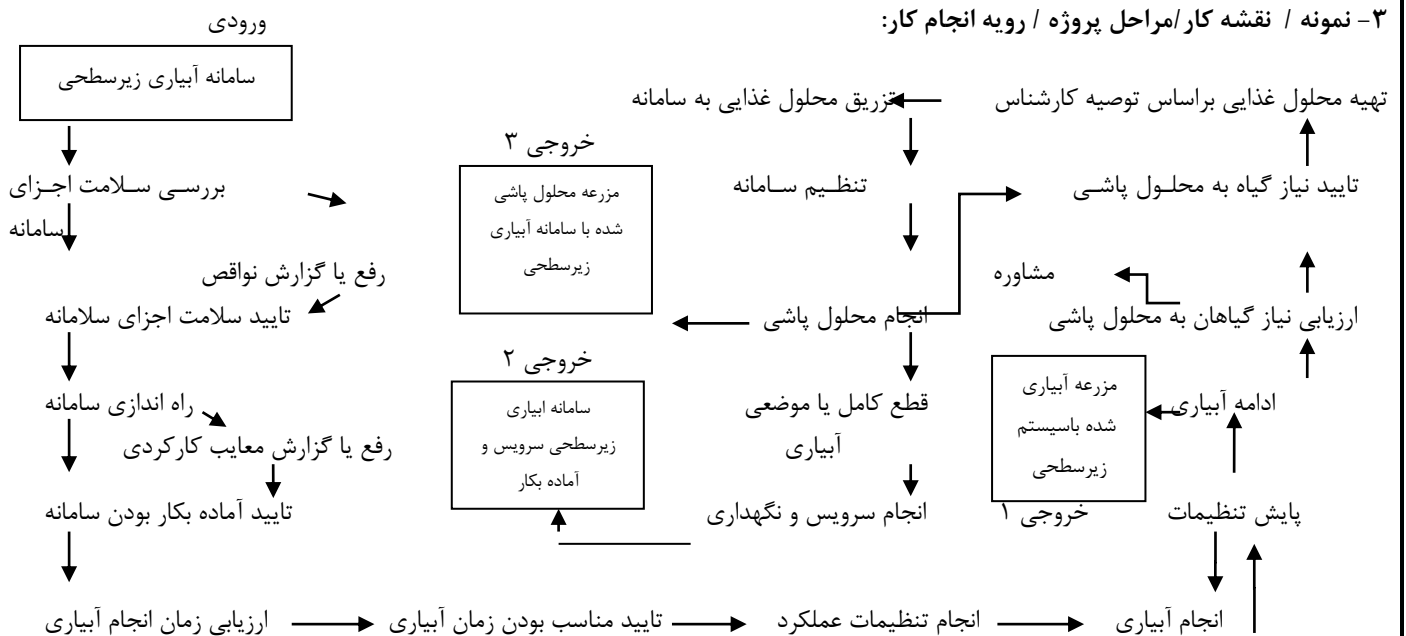 ۳- نمونه / نقشه کار/مراحل پروژه / رویه انجام کار:
ورودی
سامانه آبیاری زیرسطحی
بررسی سلامت اجزای
سامانه
رفع یا گزارش نواقص
تایید سلامت اجزای سلامانه
راه اندازی سامانه
رفع یا گزارش معایب کارکردی
تایید آماده بکار بودن سامانه
ارزیابی زمان انجام آبیاری
تایید مناسب بودن زمان آبیاری
انجام تنظیمات عملکرد
انجام آبیاری
پایش تنظیمات
خروجی ۱
مزرعه آبیاری
شده باسیستم
زیرسطحی
ادامه آبیاری
ارزیابی نیاز گیاهان به محلول پاشی
مشاوره
تایید نیاز گیاه به محلول پاشی
تهیه محلول غذایی براساس توصیه کارشناس
تزریق محلول غذایی به سامانه
تنظیم سامانه
انجام محلول پاشی
خروجی ۳
مزرعه محلول پاشی
شده با سامانه آبیاری
زیرسطحی
قطع کامل یا موضعی
آبیاری
انجام سرویس و نگهداری
خروجی ۲
سامانه ابیاری
زیرسطحی سرویس و
آماده بکار